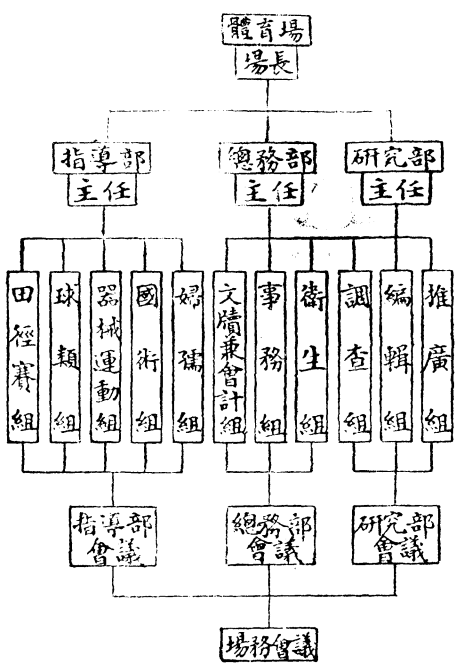 組織系統
體育場
場長
指導部
主任
總務部
主任
研究部
主任
田徑賽組
球類組
器械運動組
國術組
婦孺組
文牘兼會計組
事務組
衛生組
調查組
編輯組
推廣組
指導部
會議
總務部
會議
研究部
會議
場務會議